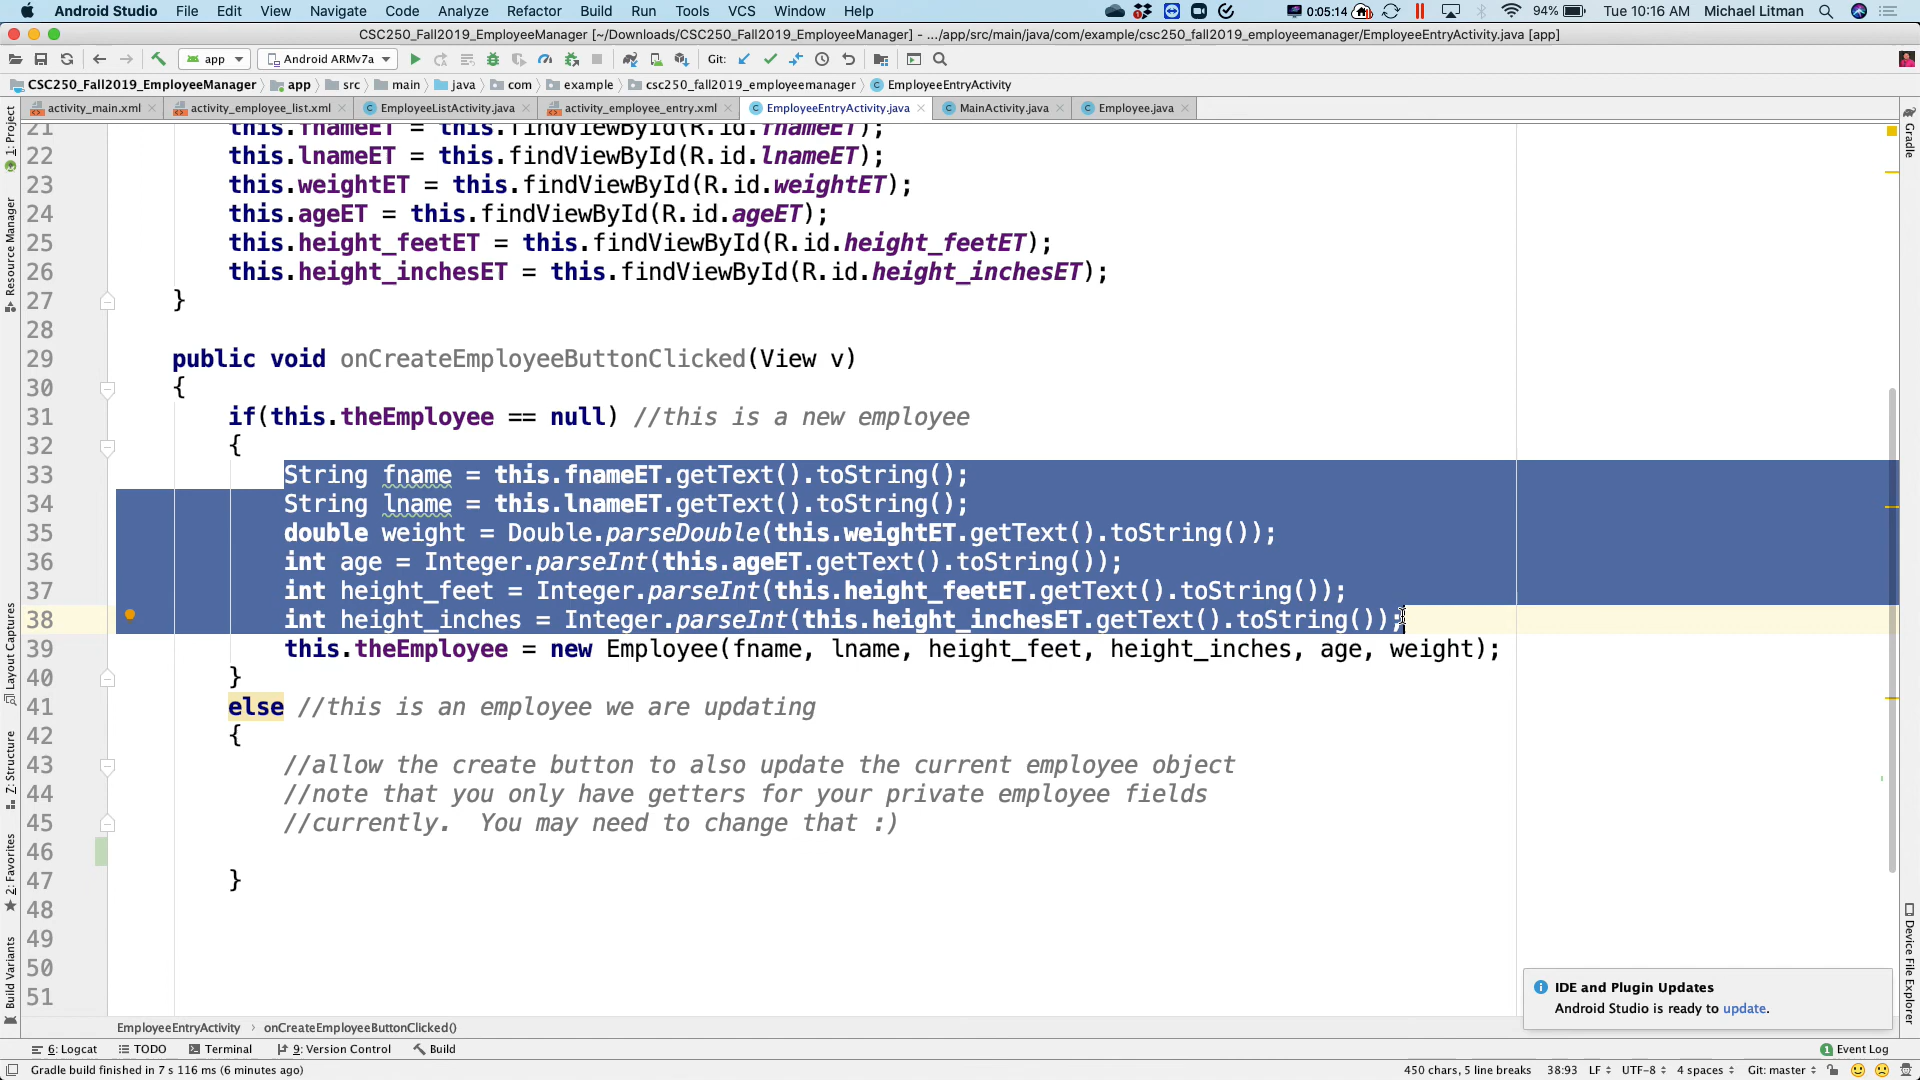 Android Studio File Edit View Navigate Code Analyze Refactor Build Run Tools VCS Window Help 0:05:14 94% Tue 10:16 AM Michael Litman
CSC250_Fall2019_EmployeeManager [~/Downloads/CSC250_Fall2019_EmployeeManager] - .../app/src/main/java/com/example/csc250_fall2019_employeemanager/EmployeeEntryActivity.java [app]
app Android ARMv7a Git:
CSC250_Fall2019_EmployeeManager app src main java com example csc250_fall2019_employeemanager EmployeeEntryActivity
activity_main.xml activity_employee_list.xml EmployeeListActivity.java activity_employee_entry.xml EmployeeEntryActivity.java MainActivity.java Employee.java
1: Project
Resource Manager
Layout Captures
7: Structure
2: Favorites
Build Variants
Gradle
Device File Explorer
21 this.fnameET = this.findViewById(R.id.fnameET);
22 this.lnameET = this.findViewById(R.id.lnameET);
23 this.weightET = this.findViewById(R.id.weightET);
24 this.ageET = this.findViewById(R.id.ageET);
25 this.height_feetET = this.findViewById(R.id.height_feetET);
26 this.height_inchesET = this.findViewById(R.id.height_inchesET);
27 }
28
29 public void onCreateEmployeeButtonClicked(View v)
30 {
31 if(this.theEmployee == null) //this is a new employee
32 {
33 String fname = this.fnameET.getText().toString();
34 String lname = this.lnameET.getText().toString();
35 double weight = Double.parseDouble(this.weightET.getText().toString());
36 int age = Integer.parseInt(this.ageET.getText().toString());
37 int height_feet = Integer.parseInt(this.height_feetET.getText().toString());
38 int height_inches = Integer.parseInt(this.height_inchesET.getText().toString());
39 this.theEmployee = new Employee(fname, lname, height_feet, height_inches, age, weight);
40 }
41 else //this is an employee we are updating
42 {
43 //allow the create button to also update the current employee object
44 //note that you only have getters for your private employee fields
45 //currently. You may need to change that :)
46
47 }
48
49
50
51
IDE and Plugin Updates
Android Studio is ready to update.
EmployeeEntryActivity onCreateEmployeeButtonClicked()
6: Logcat TODO Terminal 9: Version Control Build 1 Event Log
Gradle build finished in 7 s 116 ms (6 minutes ago) 450 chars, 5 line breaks 38:93 LF UTF-8 4 spaces Git: master